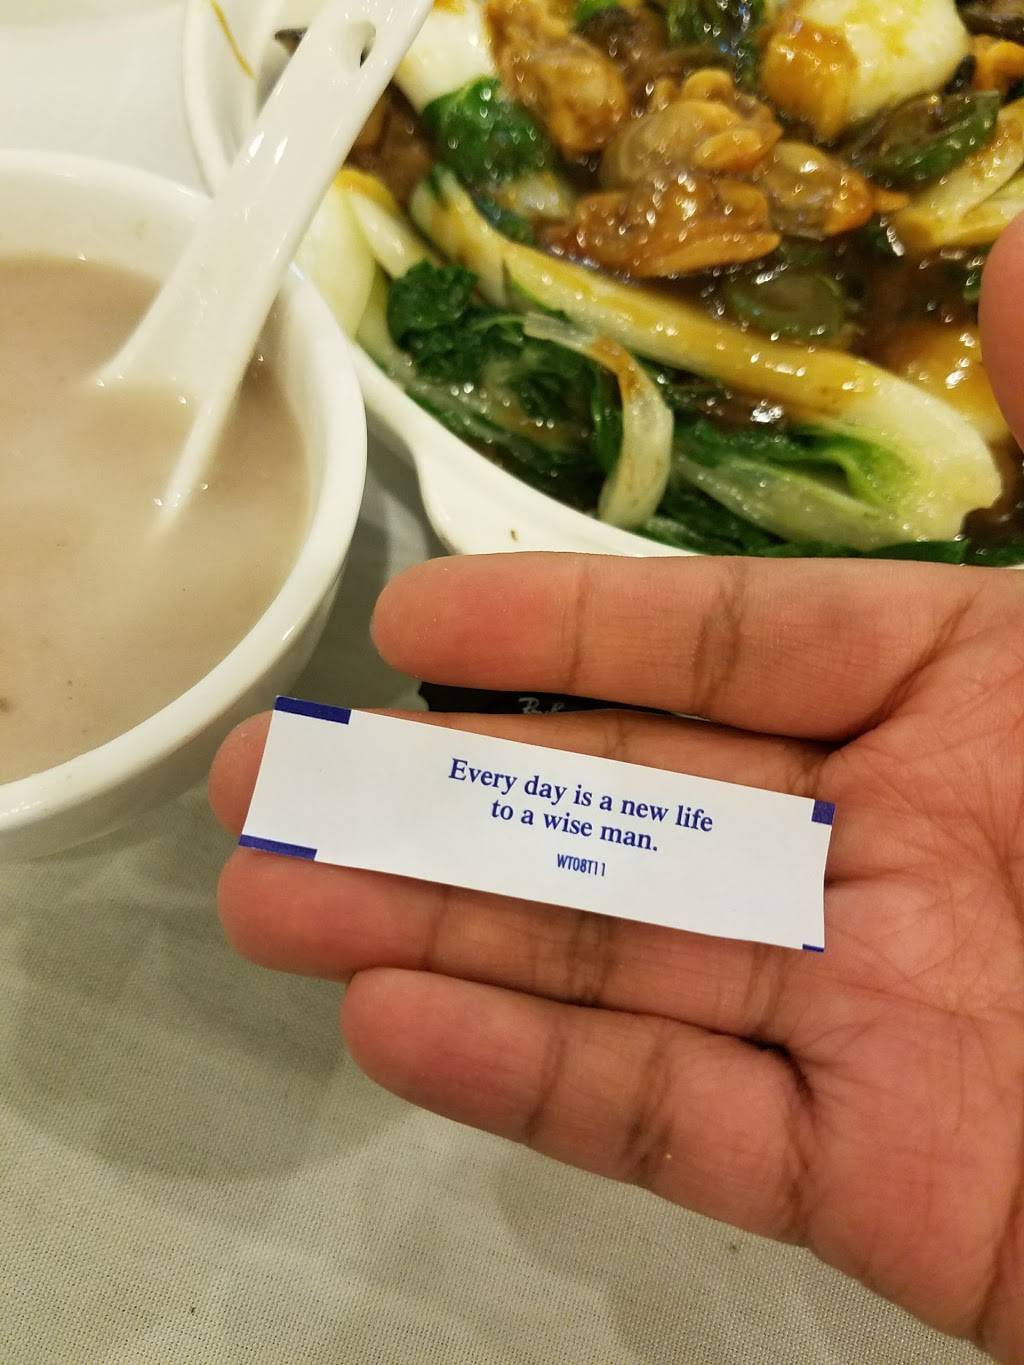 Every day is a new life
to a wise man.
WT08T11